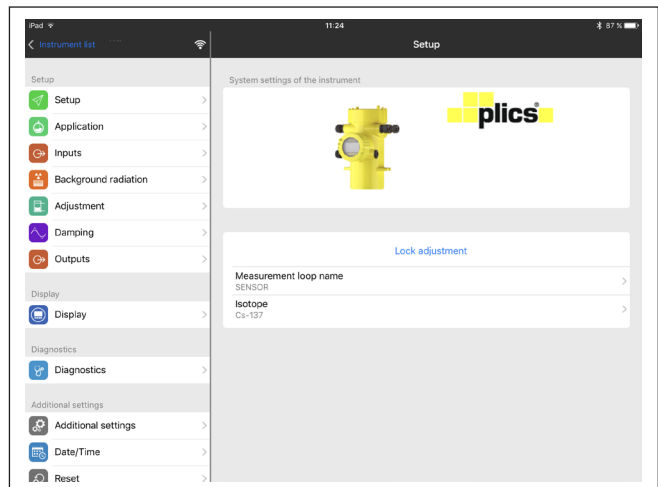 iPad 11:24 87 %
Instrument list
Setup
Setup
Setup
Application
Inputs
Background radiation
Adjustment
Damping
Outputs
Display
Display
Diagnostics
Diagnostics
Additional settings
Additional settings
Date/Time
Reset
System settings of the instrument
plics
Lock adjustment
Measurement loop name
SENSOR
Isotope
Cs-137